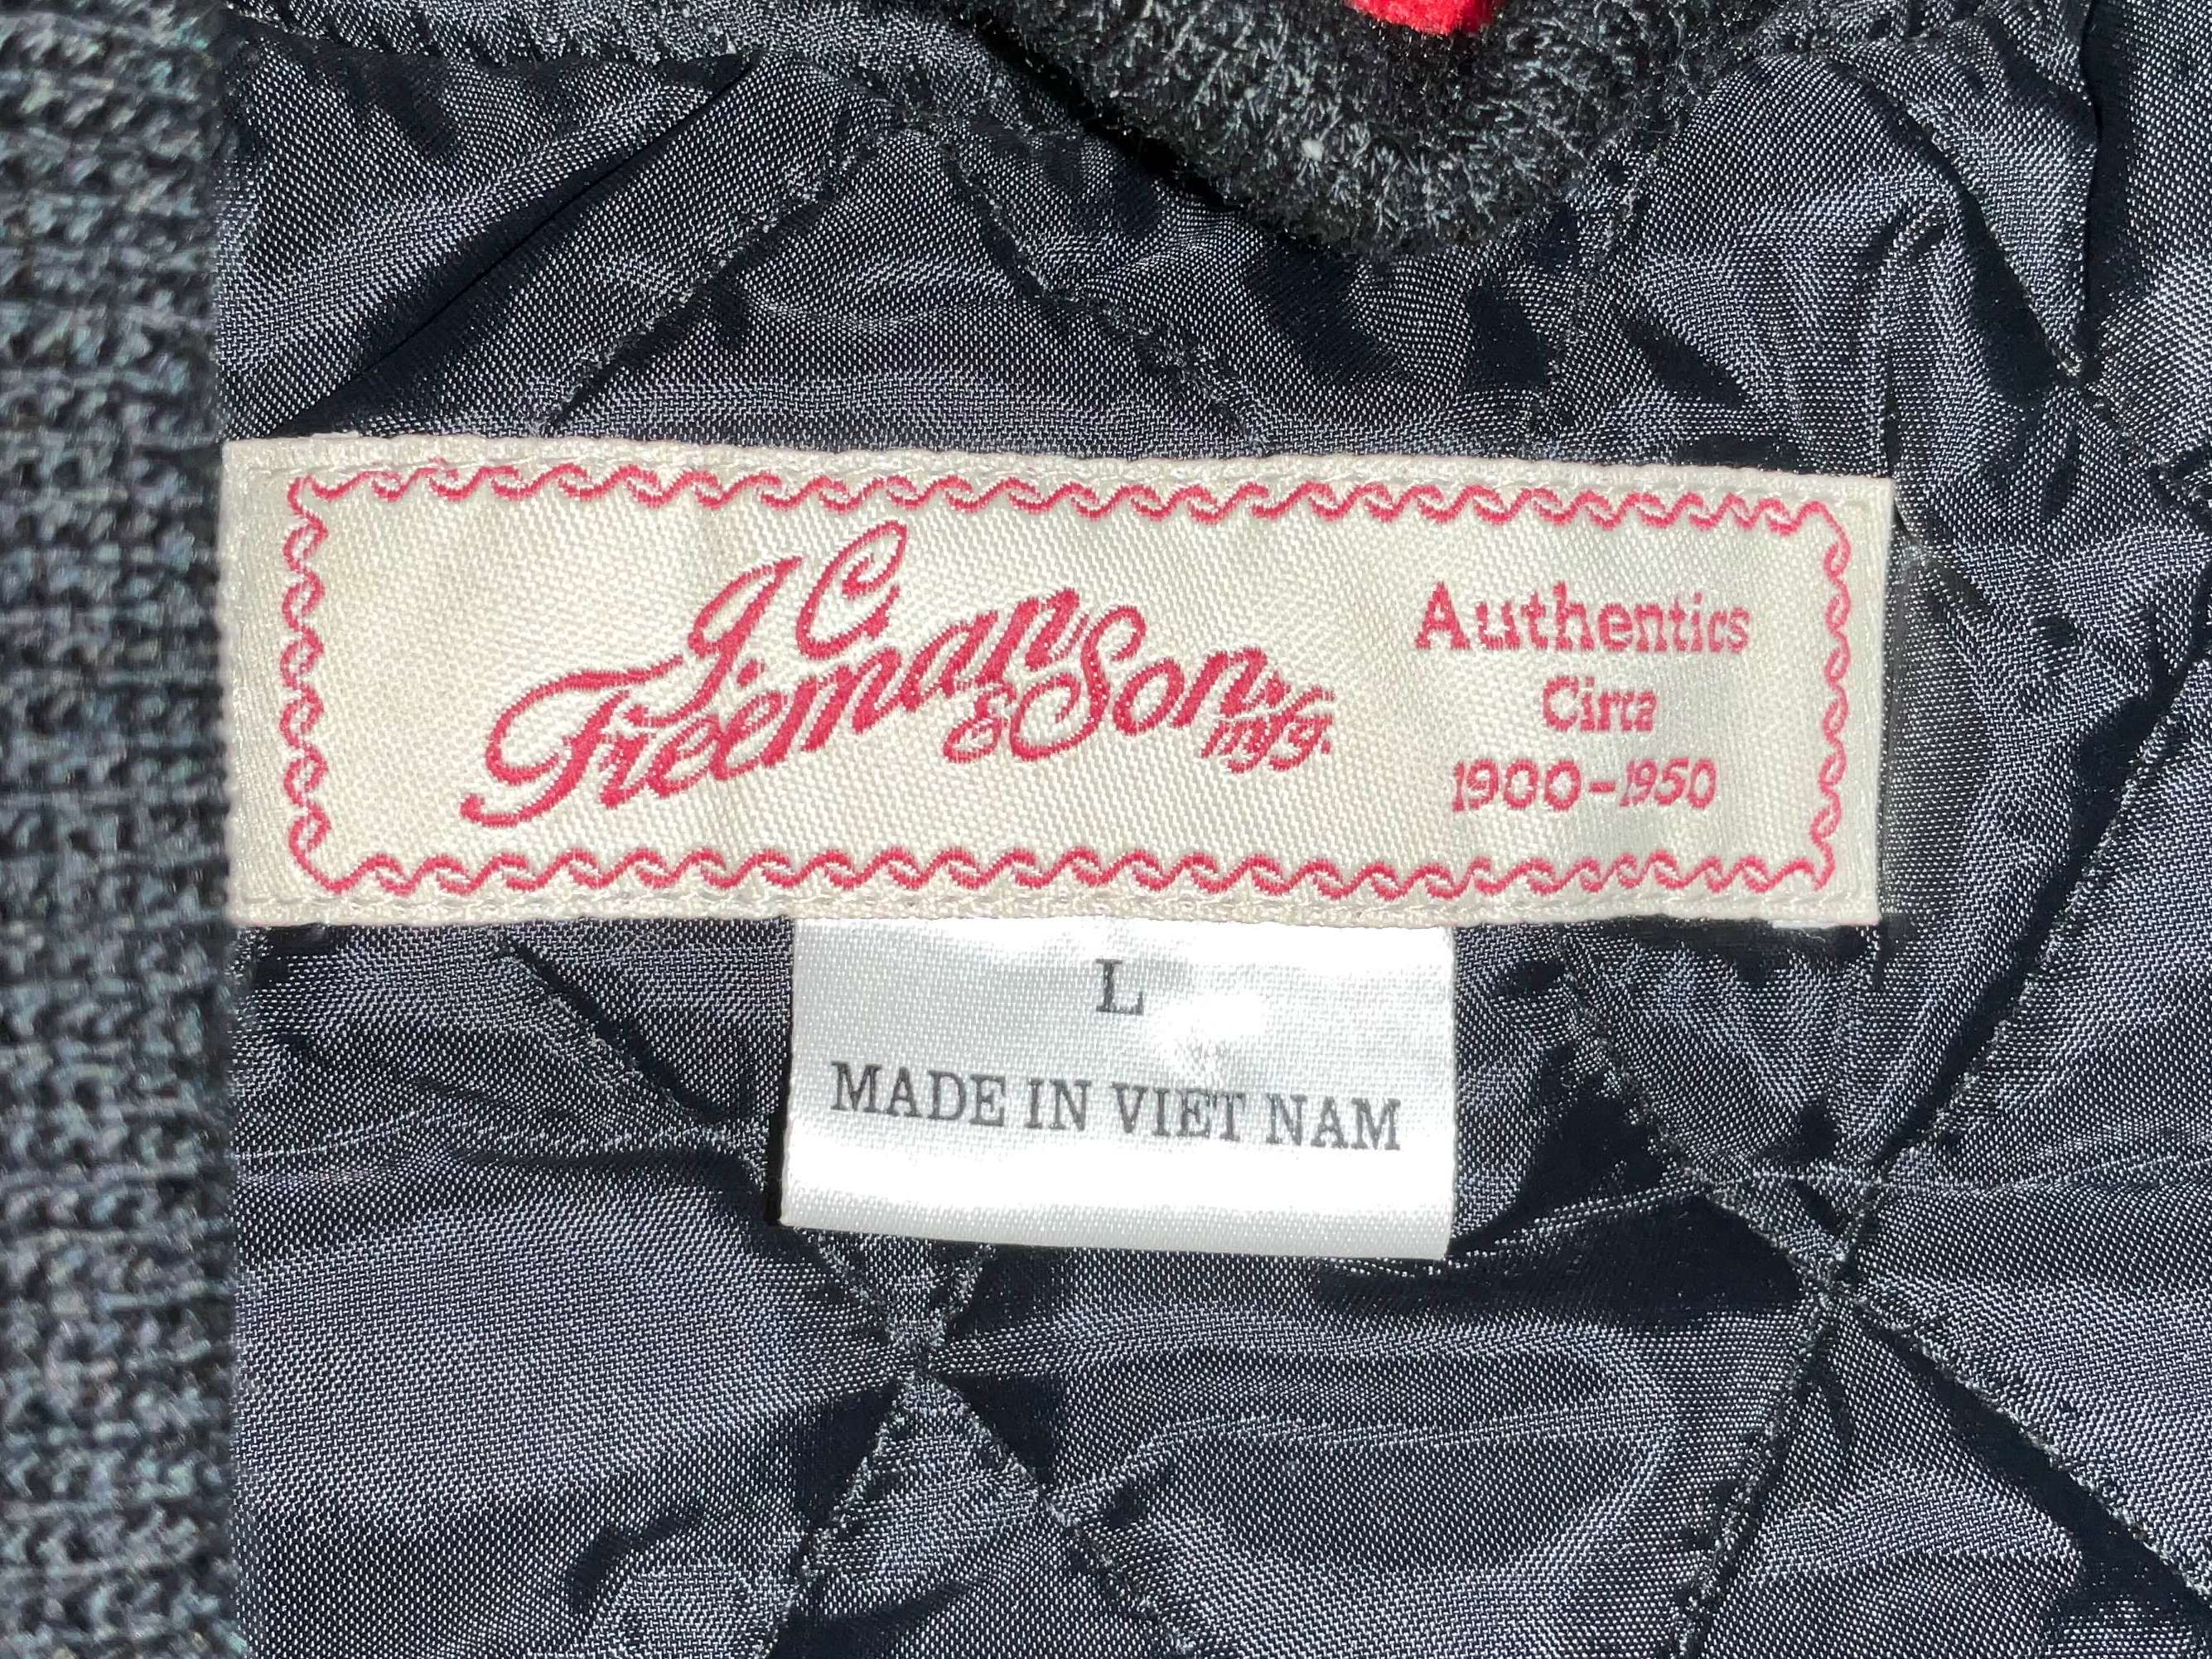 J. C.
Freeman & Son. mfg.
Authentics
Circa
1900-1950
L
MADE IN VIET NAM